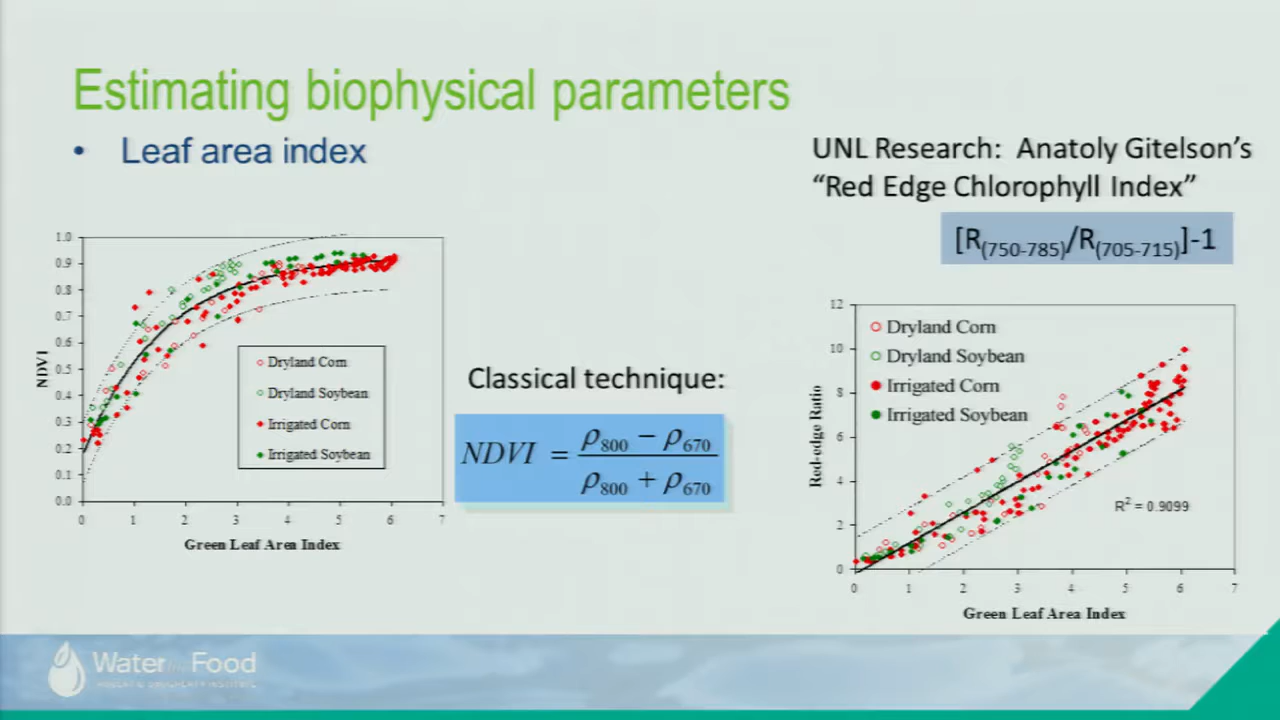 Estimating biophysical parameters
• Leaf area index
UNL Research: Anatoly Gitelson's
"Red Edge Chlorophyll Index"
[R(750-785)/R(705-715)]-1
1.0
0.9
0.8
0.7
0.6
0.5
0.4
0.3
0.2
0.1
0.0
NDVI
Dryland Corn
Dryland Soybean
Irrigated Corn
Irrigated Soybean
0 1 2 3 4 5 6 7
Green Leaf Area Index
Classical technique:
NDVI = (ρ800 − ρ670) / (ρ800 + ρ670)
12
10
8
6
4
2
0
Red-edge Ratio
Dryland Corn
Dryland Soybean
Irrigated Corn
Irrigated Soybean
R² = 0.9099
0 1 2 3 4 5 6 7
Green Leaf Area Index
Water for Food